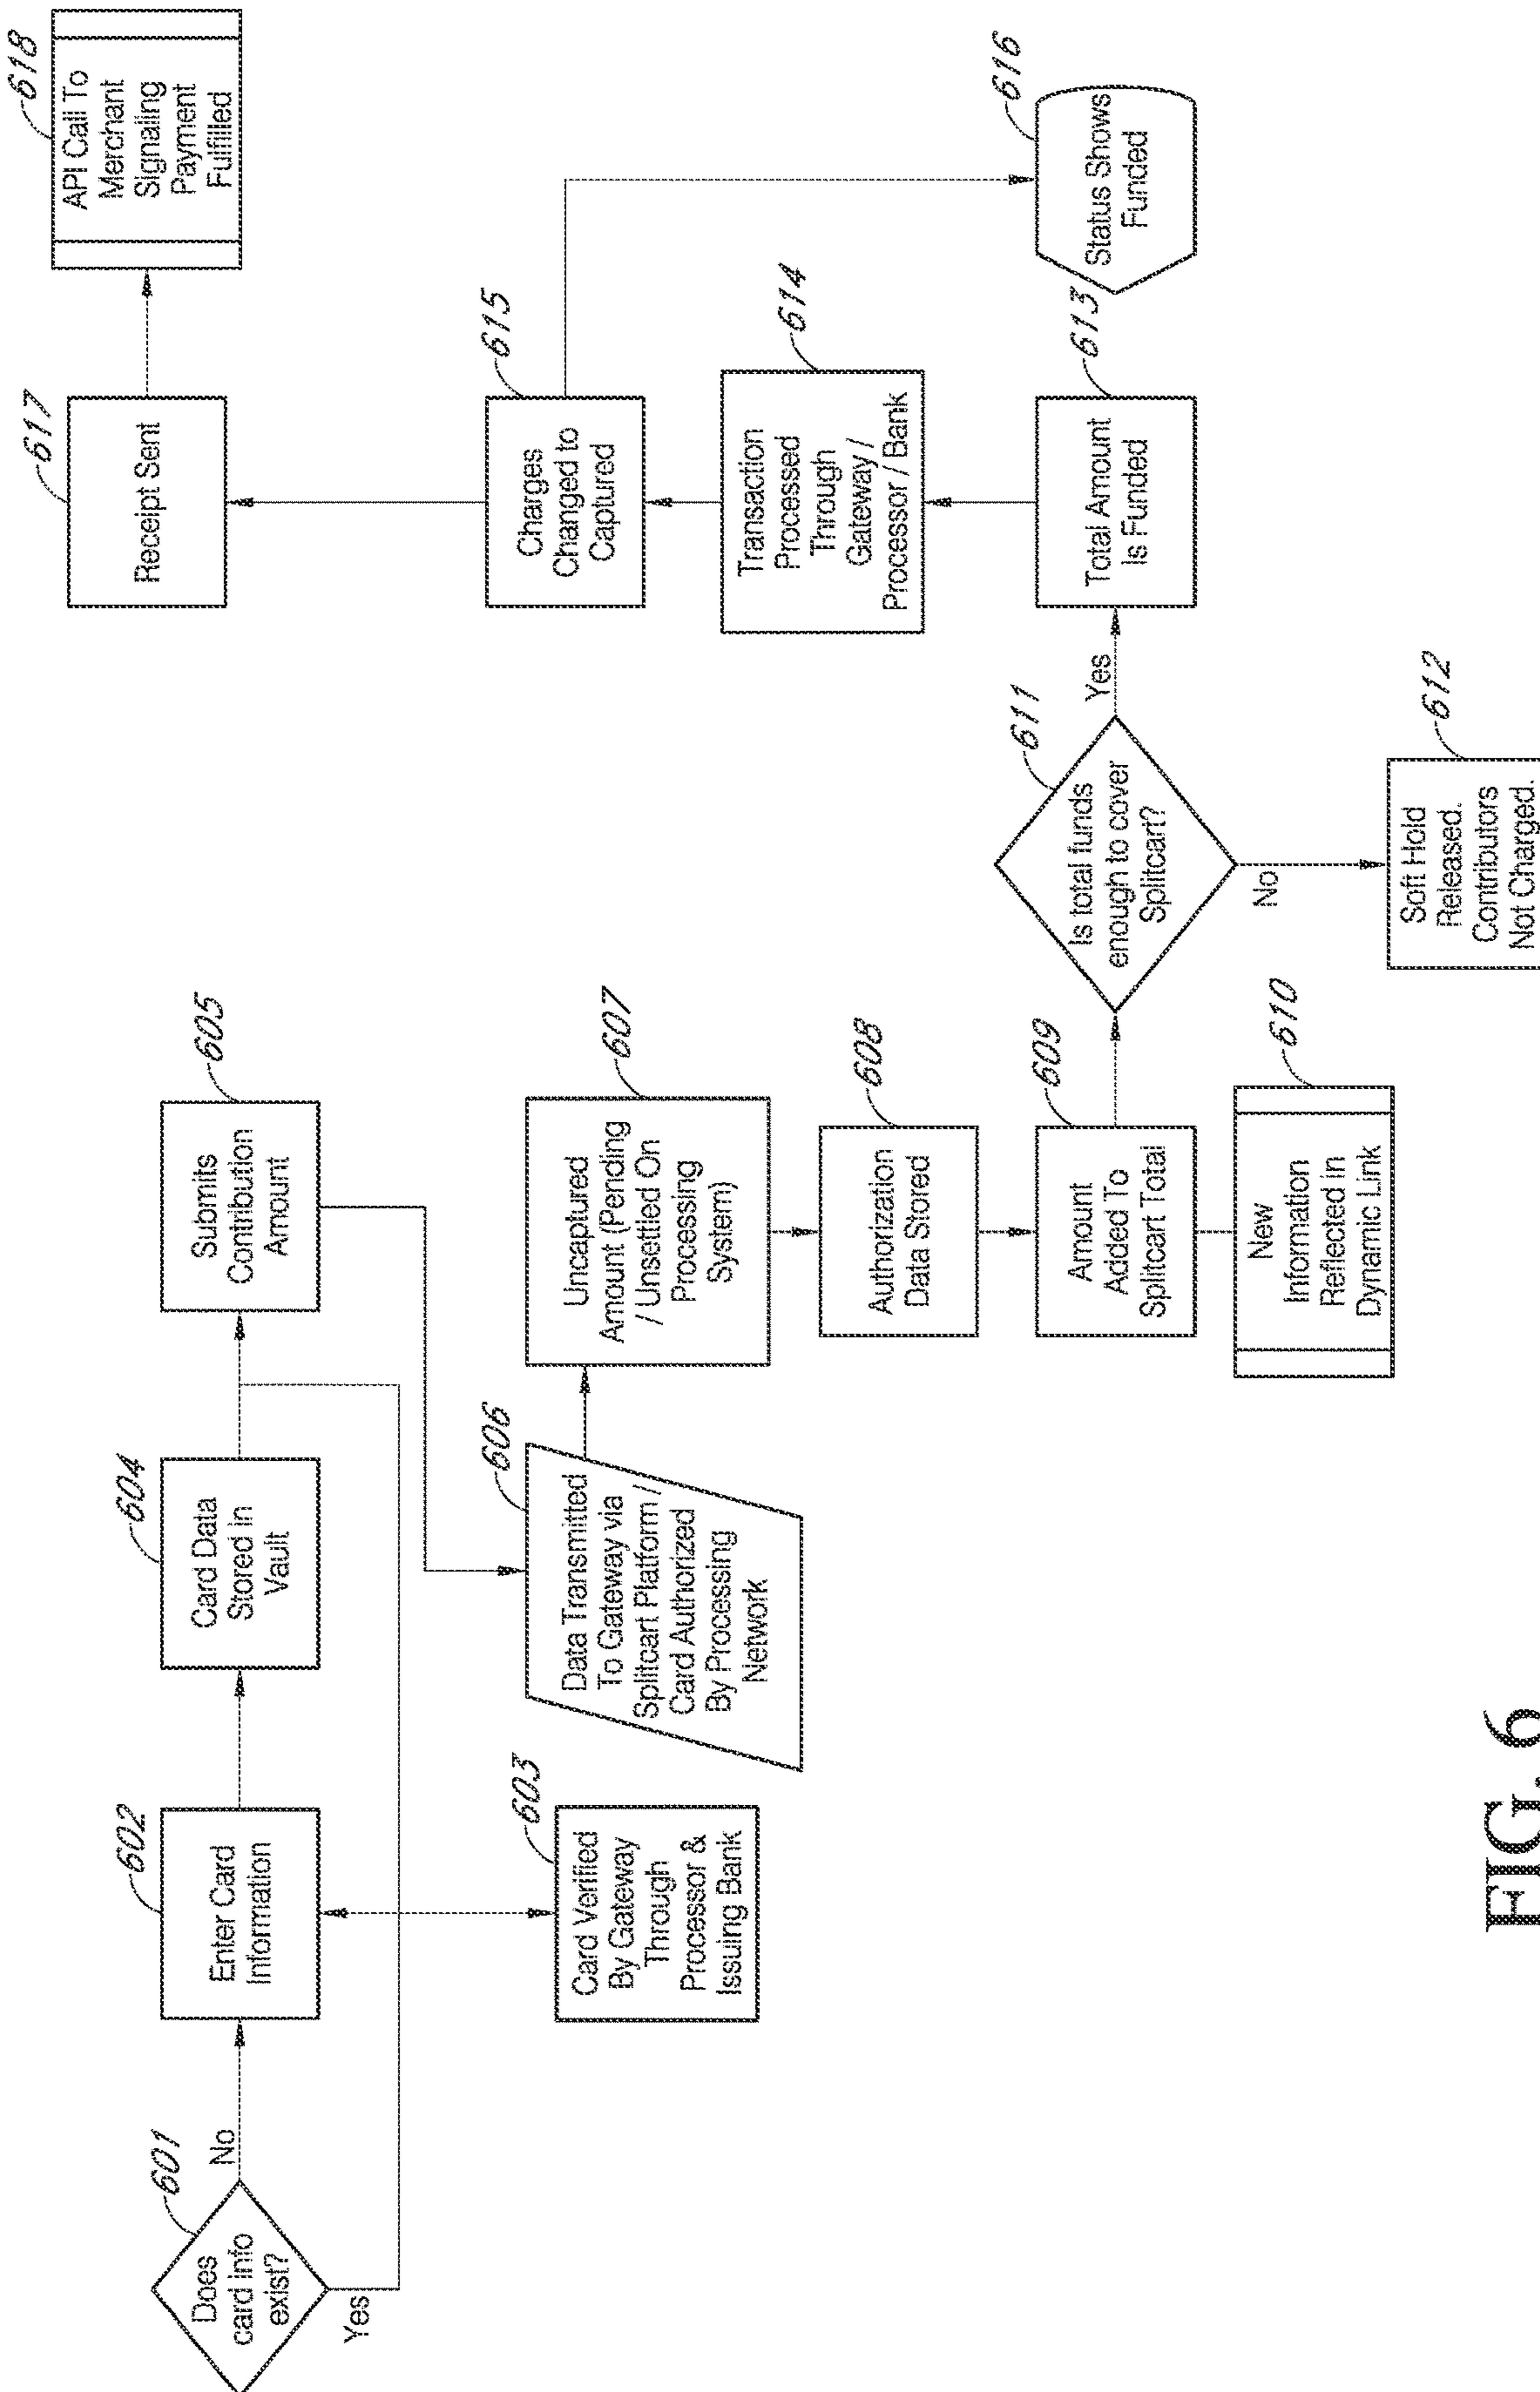 601
Does
card into
exist?
No
Yes
602
Enter Card
Information
603
Card Verified
By Gateway
Through
Processor &
Issuing Bank
604
Card Data
Stored in
Vault
605
Submits
Contribution
Amount
606
Data Transmitted
To Gateway via
Splitcart Platform /
Card Authorized
By Processing
Network
607
Uncaptured
Amount (Pending
/ Unsettled On
Processing
System)
608
Authorization
Data Stored
609
Amount
Added To
Splitcart Total
610
New
Information
Reflected in
Dynamic Link
611
Is total funds
enough to cover
Splitcart?
Yes
No
612
Soft Hold
Released.
Contributors
Not Charged.
613
Total Amount
Is Funded
614
Transaction
Processed
Through
Gateway /
Processor / Bank
615
Charges
Changed to
Captured
616
Status Shows
Funded
617
Receipt Sent
618
API Call To
Merchant
Signaling
Payment
Fulfilled
FIG. 6